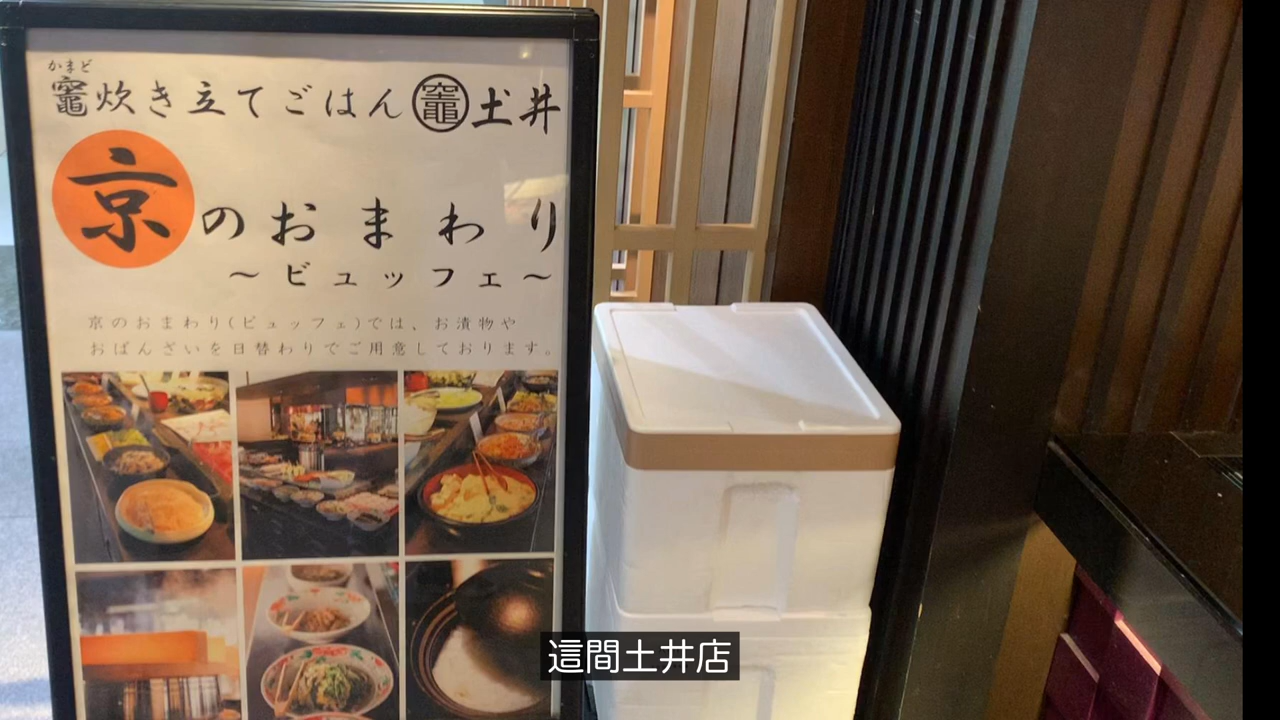 かまど
竈炊き立てごはん竈土井
京のおまわり
～ビュッフェ～
京のおまわり(ビュッフェ)では、お漬物や
おばんざいを日替わりでご用意しております。
這間土井店